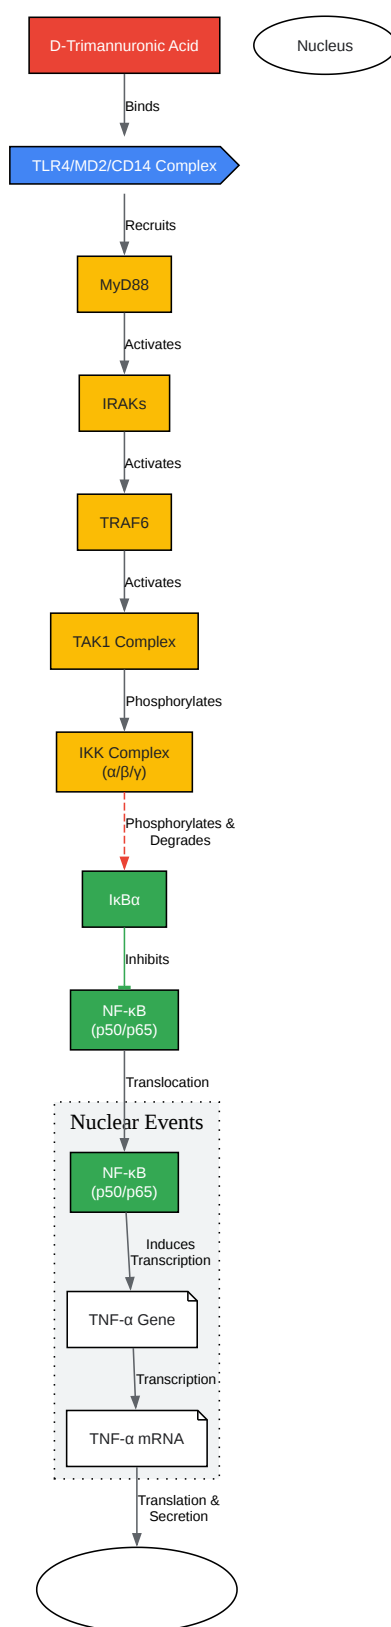 D-Trimannuronic Acid
Nucleus
Binds
TLR4/MD2/CD14 Complex
Recruits
MyD88
Activates
IRAKs
Activates
TRAF6
Activates
TAK1 Complex
Phosphorylates
IKK Complex
(α/β/γ)
Phosphorylates &
Degrades
IκBα
Inhibits
NF-κB
(p50/p65)
Translocation
Nuclear Events
NF-κB
(p50/p65)
Induces
Transcription
TNF-α Gene
Transcription
TNF-α mRNA
Translation &
Secretion